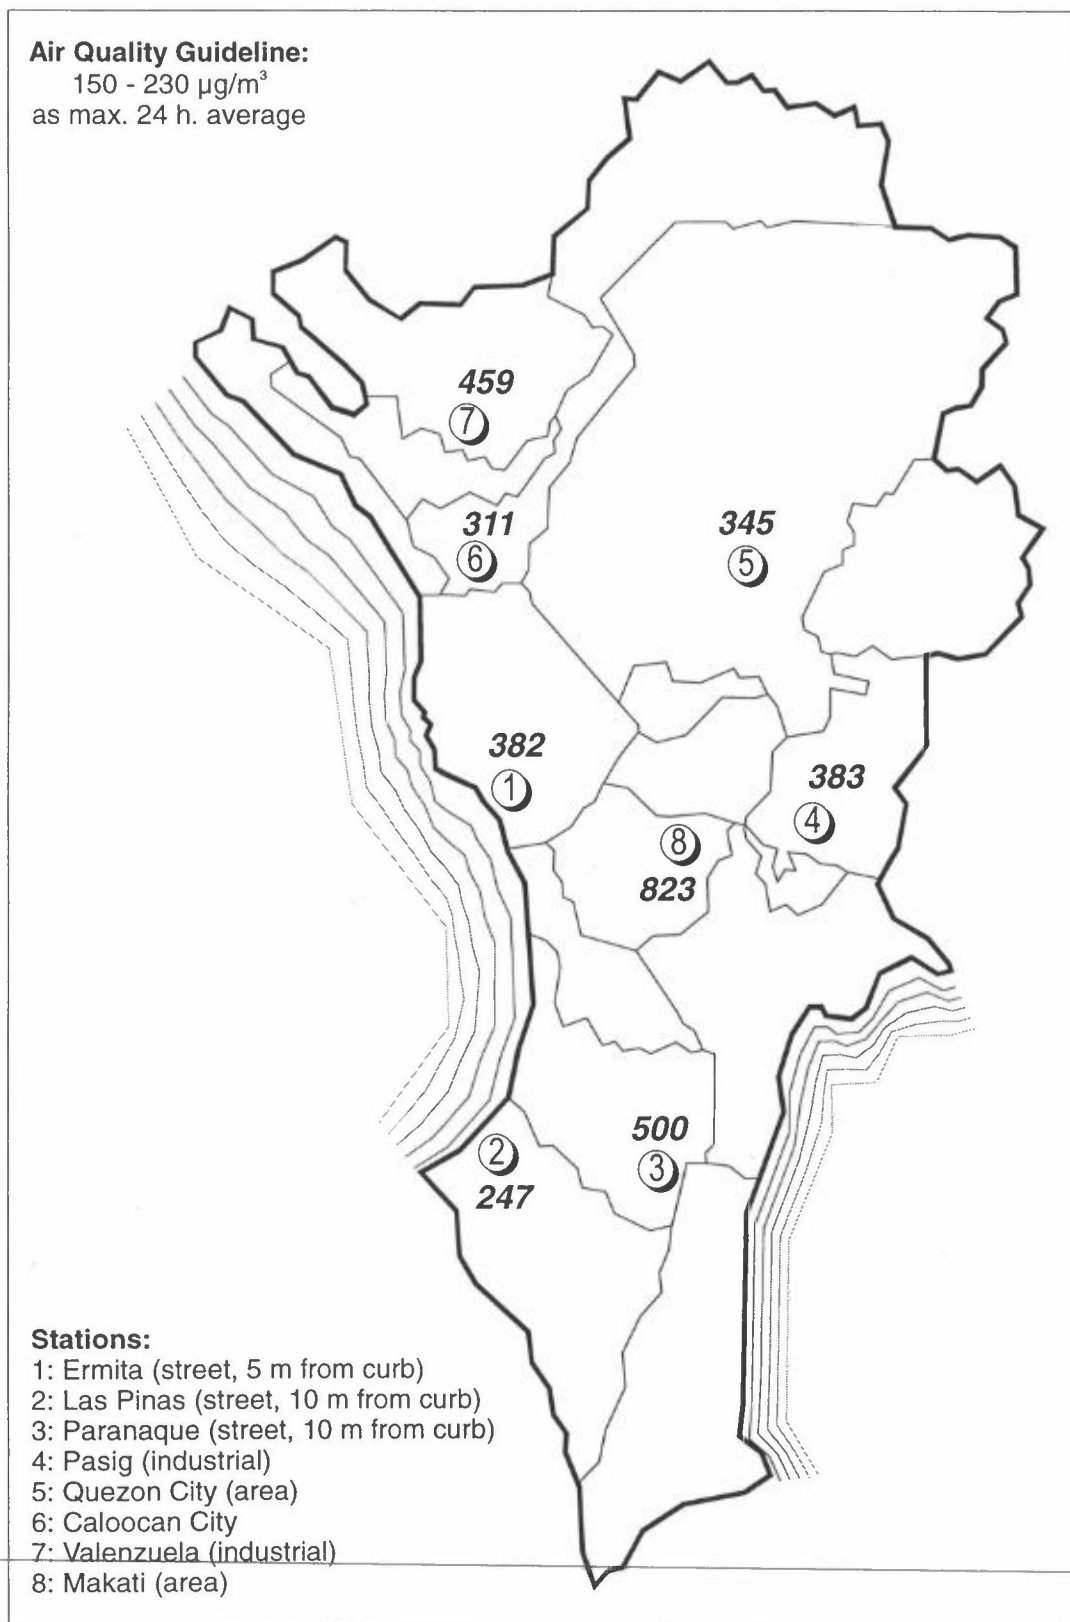 Air Quality Guideline:
150 - 230 µg/m³
as max. 24 h. average
459
7
311
6
345
5
382
1
383
4
8
823
500
3
2
247
Stations:
1: Ermita (street, 5 m from curb)
2: Las Pinas (street, 10 m from curb)
3: Paranaque (street, 10 m from curb)
4: Pasig (industrial)
5: Quezon City (area)
6: Caloocan City
7: Valenzuela (industrial)
8: Makati (area)